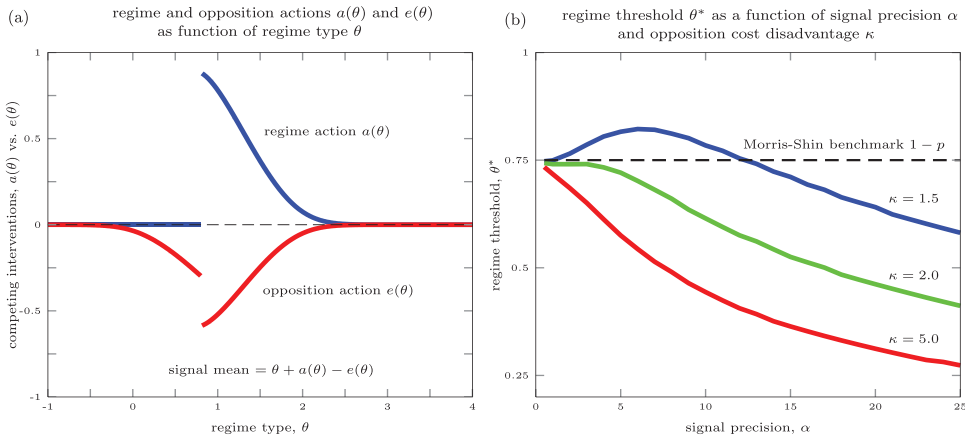 (a)
regime and opposition actions a(θ) and e(θ)
as function of regime type θ
1
0.5
0
-0.5
-1
competing interventions, a(θ) vs. e(θ)
regime action a(θ)
opposition action e(θ)
signal mean = θ + a(θ) − e(θ)
-1
0
1
2
3
4
regime type, θ
(b)
regime threshold θ* as a function of signal precision α
and opposition cost disadvantage κ
1
0.75
0.5
0.25
regime threshold, θ*
Morris-Shin benchmark 1 − p
κ = 1.5
κ = 2.0
κ = 5.0
0
5
10
15
20
25
signal precision, α